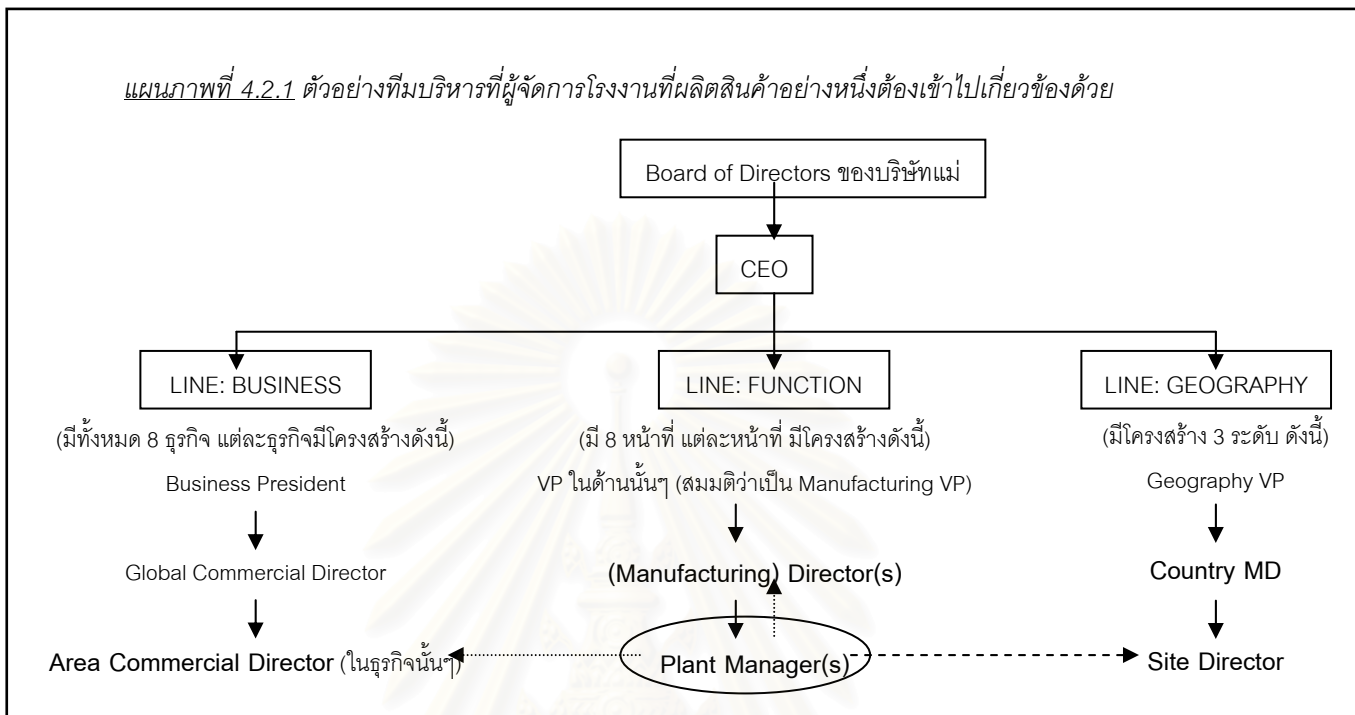 แผนภาพที่ 4.2.1 ตัวอย่างทีมบริหารที่ผู้จัดการโรงงานที่ผลิตสินค้าอย่างหนึ่งต้องเข้าไปเกี่ยวข้องด้วย
Board of Directors ของบริษัทแม่
CEO
LINE: BUSINESS
LINE: FUNCTION
LINE: GEOGRAPHY
(มีทั้งหมด 8 ธุรกิจ แต่ละธุรกิจมีโครงสร้างดังนี้)
(มี 8 หน้าที่ แต่ละหน้าที่ มีโครงสร้างดังนี้)
(มีโครงสร้าง 3 ระดับ ดังนี้)
Business President
VP ในด้านนั้นๆ (สมมติว่าเป็น Manufacturing VP)
Geography VP
Global Commercial Director
(Manufacturing) Director(s)
Country MD
Area Commercial Director (ในธุรกิจนั้นๆ)
Plant Manager(s)
Site Director